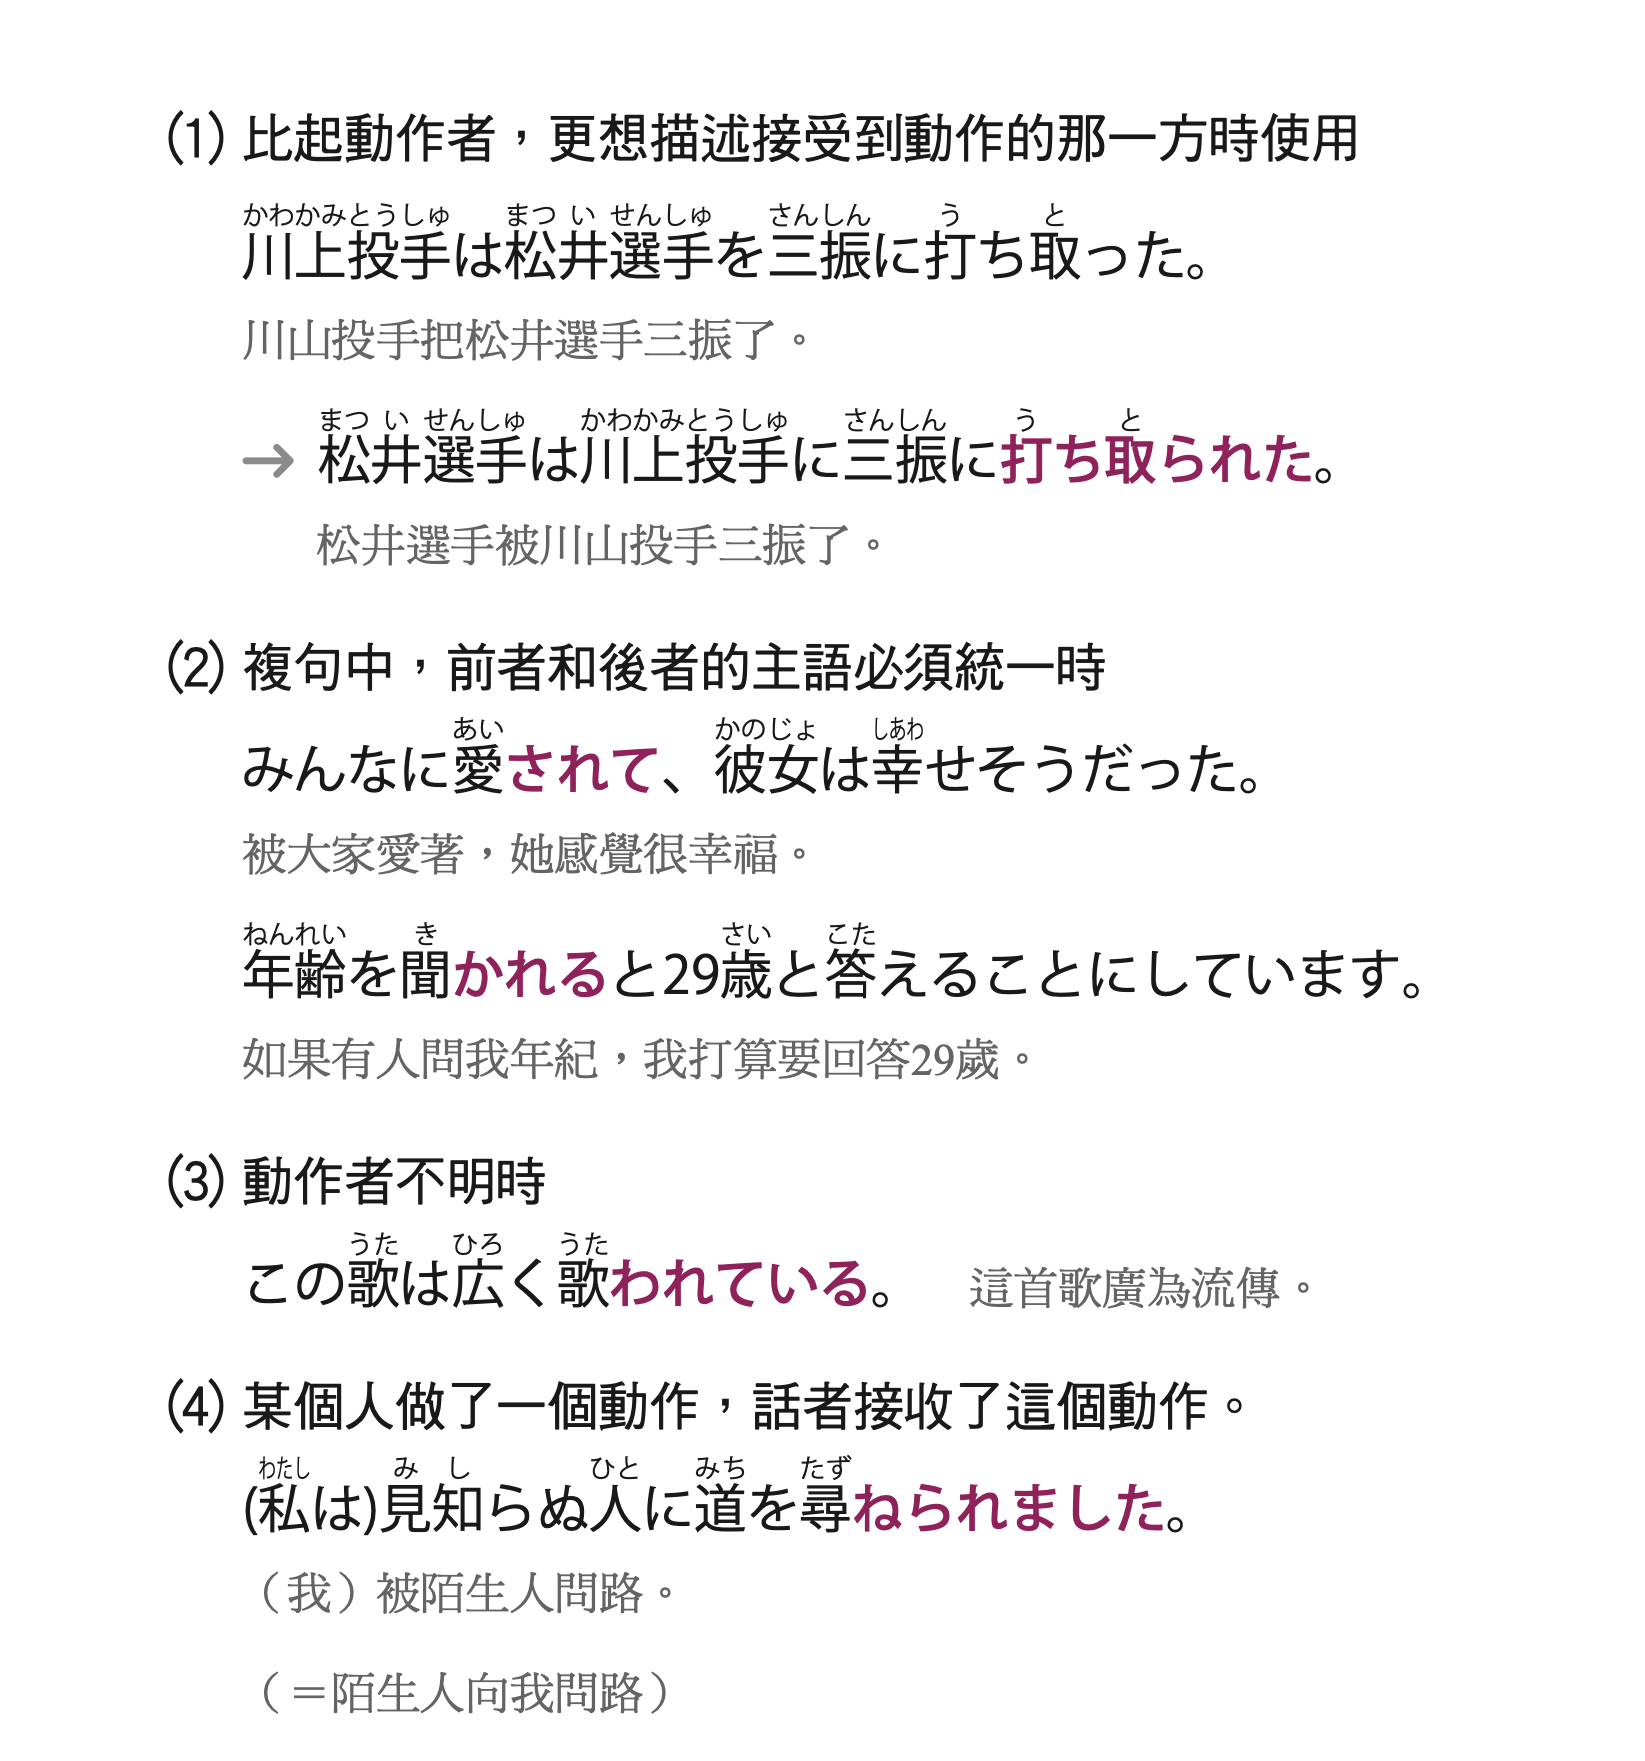 (1) 比起動作者，更想描述接受到動作的那一方時使用
かわかみとうしゅ まつ い せんしゅ さんしん う と
川上投手は松井選手を三振に打ち取った。
川山投手把松井選手三振了。
まつ い せんしゅ かわかみとうしゅ さんしん う と
→ 松井選手は川上投手に三振に打ち取られた。
松井選手被川山投手三振了。
(2) 複句中，前者和後者的主語必須統一時
あい かのじょ しあわ
みんなに愛されて、彼女は幸せそうだった。
被大家愛著，她感覺很幸福。
ねんれい き さい こた
年齢を聞かれると29歳と答えることにしています。
如果有人問我年紀，我打算要回答29歲。
(3) 動作者不明時
うた ひろ うた
この歌は広く歌われている。 這首歌廣為流傳。
(4) 某個人做了一個動作，話者接收了這個動作。
わたし み し ひと みち たず
(私は)見知らぬ人に道を尋ねられました。
（我）被陌生人問路。
（＝陌生人向我問路）